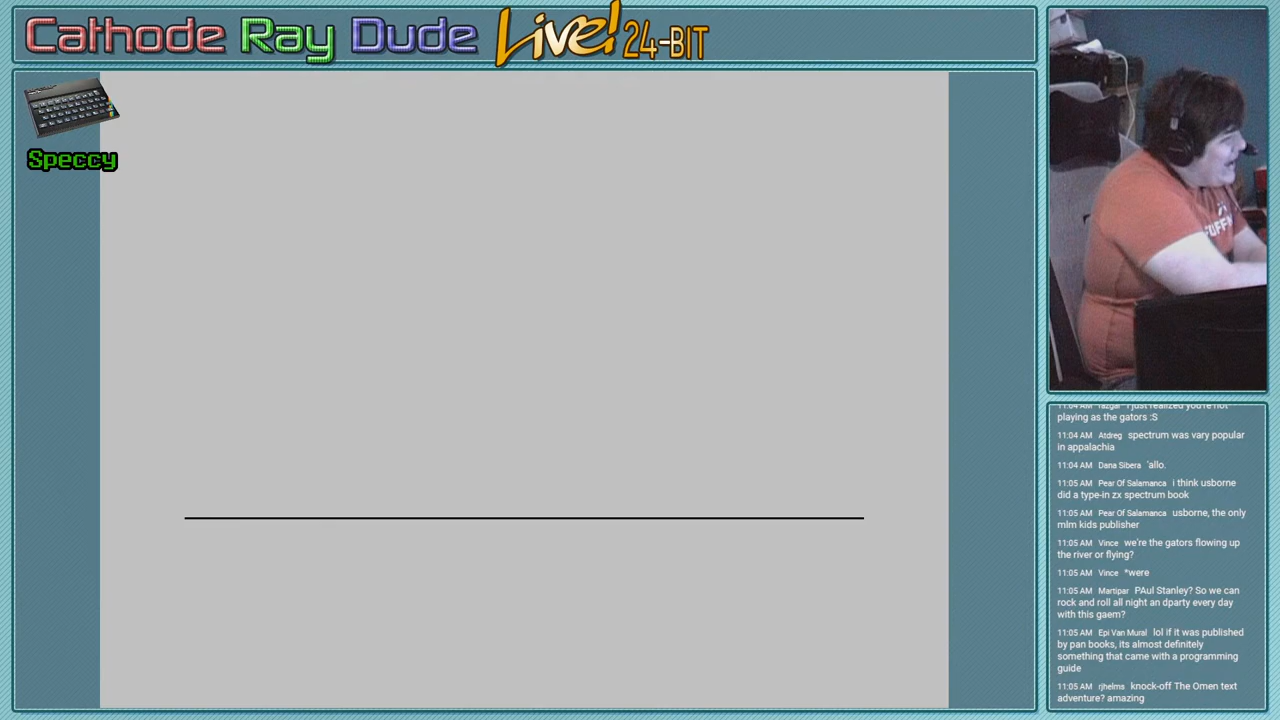 Cathode Ray Dude Live! 24-BIT
Speccy
playing as the gators :S
11:04 AM Atdreg spectrum was vary popular
in appalachia
11:04 AM Dana Sibera 'allo.
11:05 AM Pear Of Salamanca i think usborne
did a type-in zx spectrum book
11:05 AM Pear Of Salamanca usborne, the only
mlm kids publisher
11:05 AM Vince we're the gators flowing up
the river or flying?
11:05 AM Vince *were
11:05 AM Martipar PAul Stanley? So we can
rock and roll all night an dparty every day
with this gaem?
11:05 AM Epi Van Mural lol if it was published
by pan books, its almost definitely
something that came with a programming
guide
11:05 AM rjhelms knock-off The Omen text
adventure? amazing